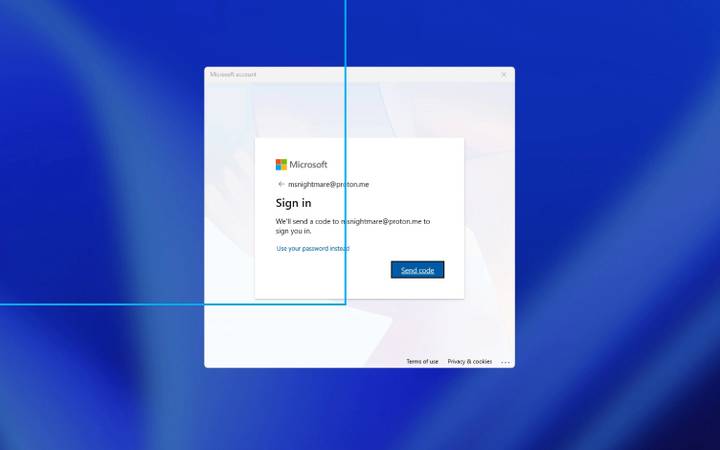 Microsoft account
Microsoft
msnightmare@proton.me
Sign in
We'll send a code to msnightmare@proton.me to
sign you in.
Use your password instead
Send code
Terms of use Privacy & cookies ...